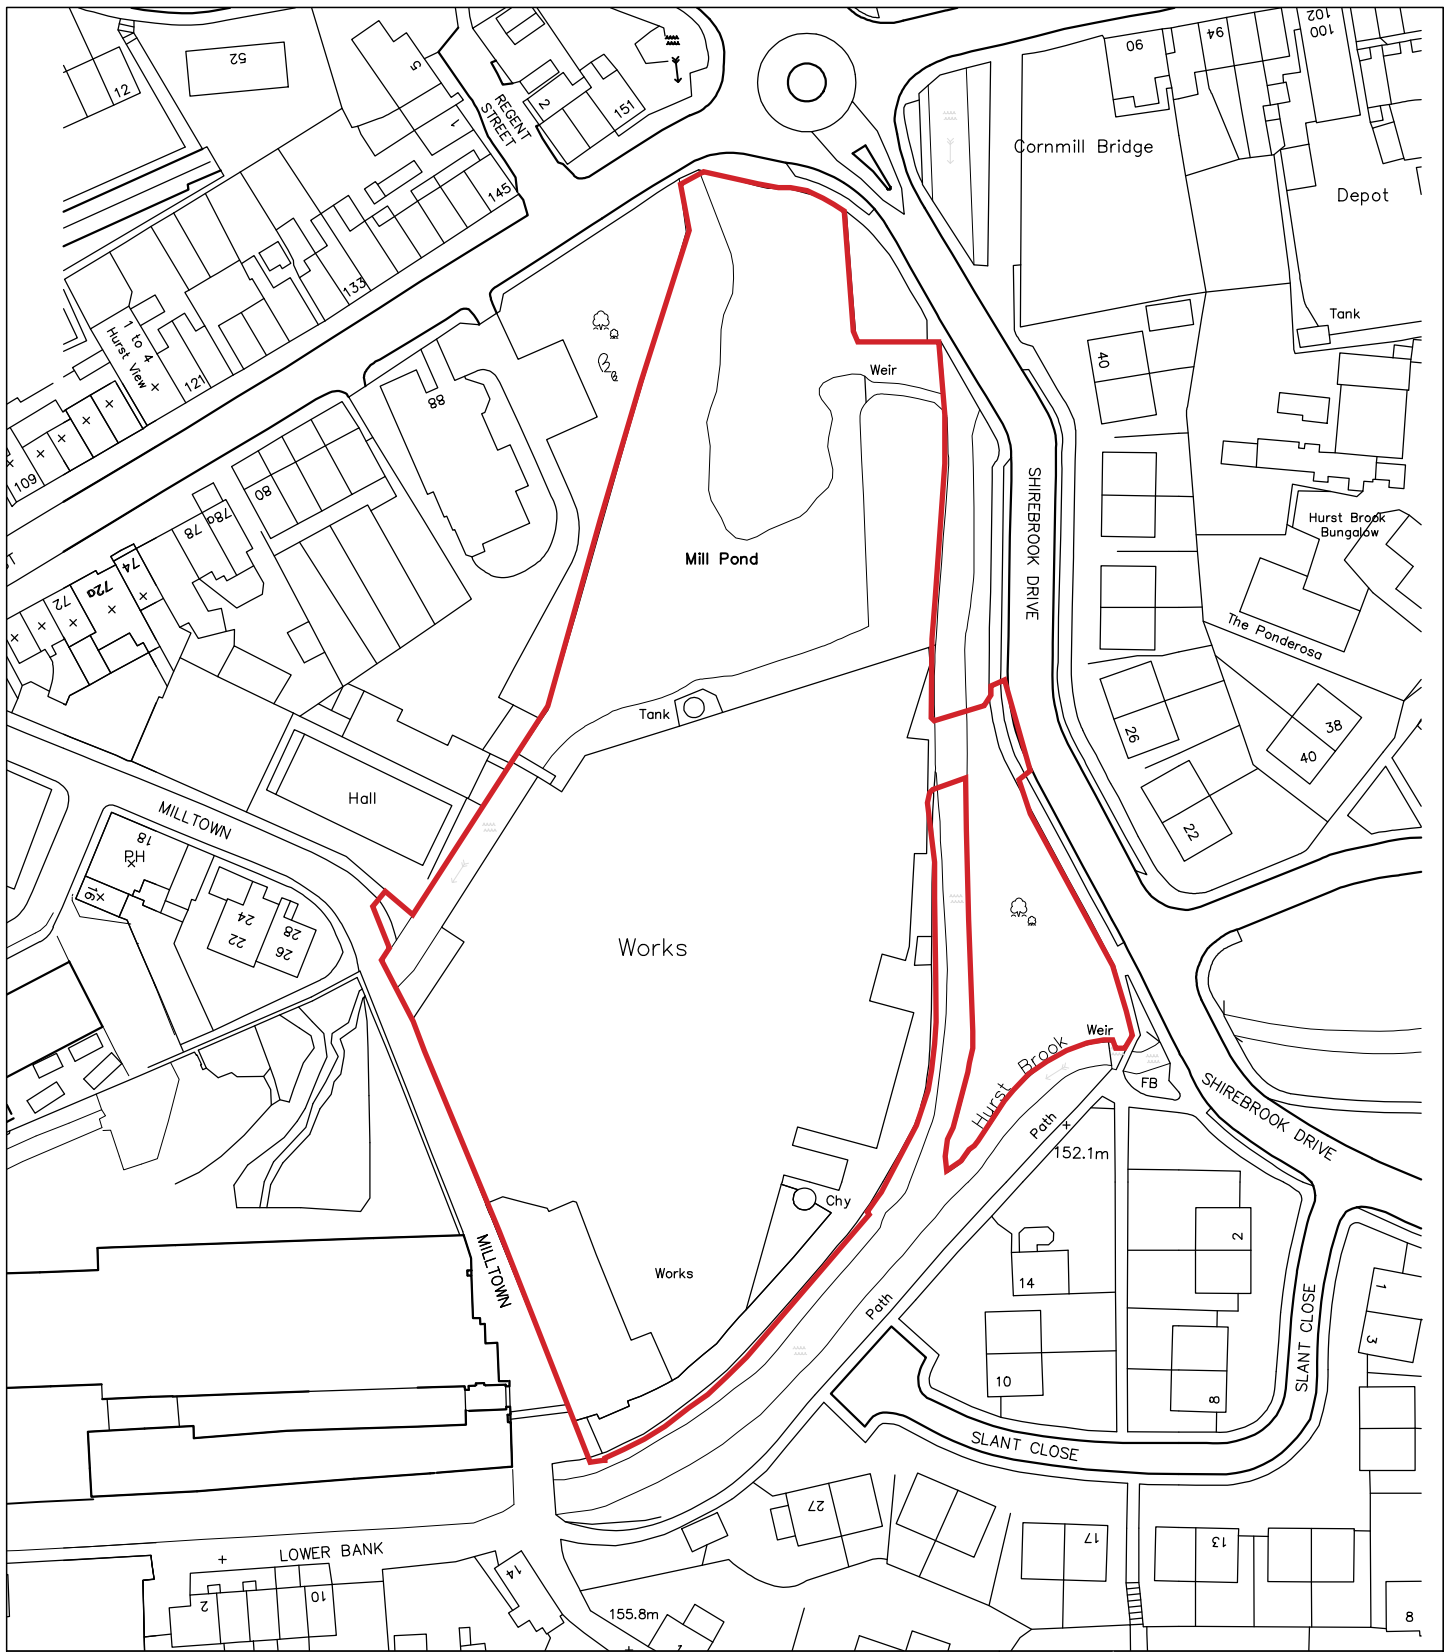 12
52
5
1
REGENT
STREET
2
151
145
133
1 to 4
Hurst View
121
109
90
94
102
100
Cornmill Bridge
Depot
Tank
40
Weir
88
80
78a
78
74
72a
72
Mill Pond
SHIREBROOK DRIVE
Hurst Brook
Bungalow
The Ponderosa
26
38
40
22
Tank
Hall
MILLTOWN
18
PH
16
24
22
28
26
Works
Weir
Hurst Brook
FB
Path
152.1m
SHIREBROOK DRIVE
Chy
Works
MILLTOWN
Path
14
10
2
8
1
3
SLANT CLOSE
SLANT CLOSE
27
17
13
8
LOWER BANK
2
10
14
155.8m